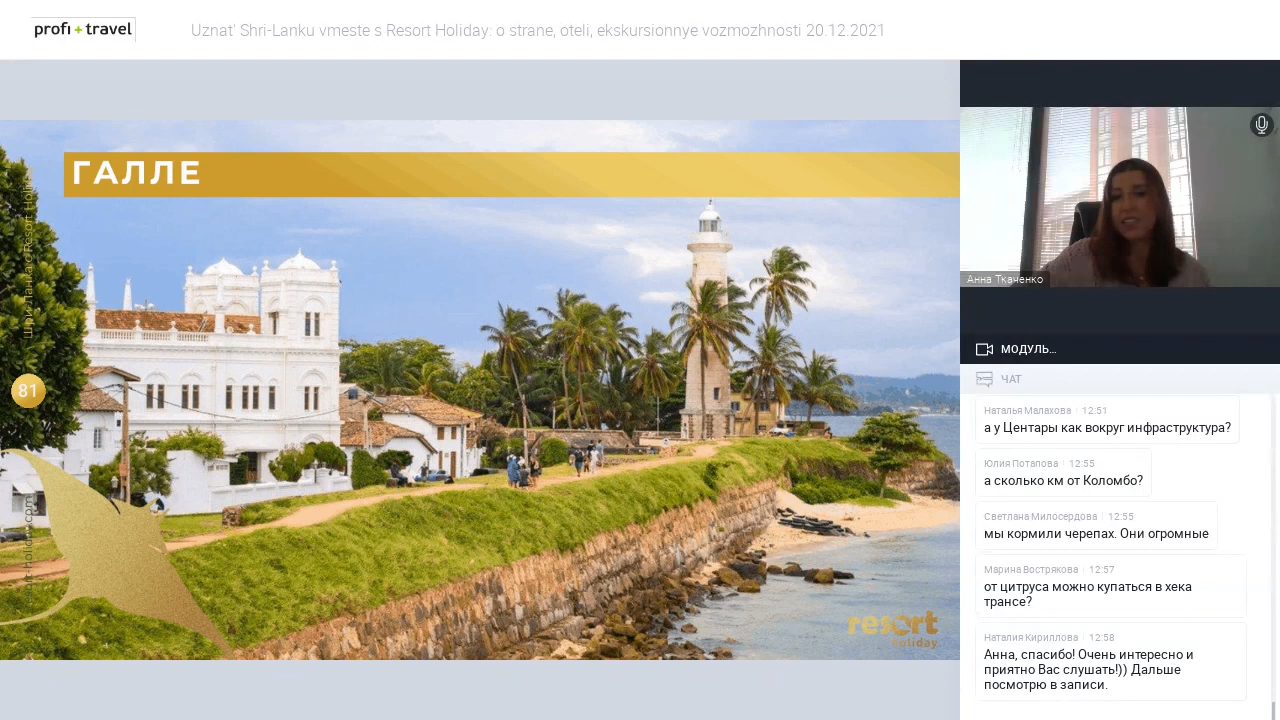 profi + travel
Uznat' Shri-Lanku vmeste s Resort Holiday: o strane, oteli, ekskursionnye vozmozhnosti 20.12.2021
ГАЛЛЕ
81
resort
holiday
Анна Ткаченко
МОДУЛЬ...
ЧАТ
Наталья Малахова 12:51
а у Центары как вокруг инфраструктура?
Юлия Потапова 12:55
а сколько км от Коломбо?
Светлана Милосердова 12:55
мы кормили черепах. Они огромные
Марина Вострякова 12:57
от цитруса можно купаться в хека
трансе?
Наталия Кириллова 12:58
Анна, спасибо! Очень интересно и
приятно Вас слушать!)) Дальше
посмотрю в записи.